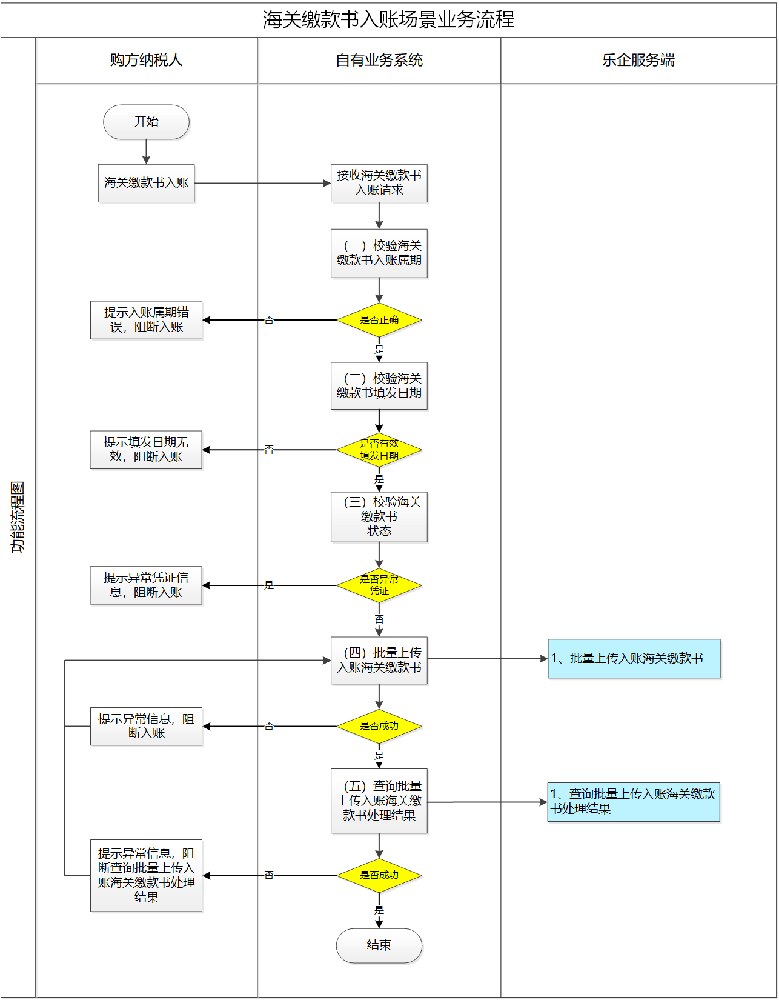 海关缴款书入账场景业务流程
购方纳税人
自有业务系统
乐企服务端
功能流程图
开始
海关缴款书入账
接收海关缴款书
入账请求
（一）校验海关
缴款书入账属期
是否正确
否
提示入账属期错
误，阻断入账
是
（二）校验海关
缴款书填发日期
是否有效
填发日期
否
提示填发日期无
效，阻断入账
是
（三）校验海关
缴款书
状态
是否异常
凭证
是
提示异常凭证信
息，阻断入账
否
（四）批量上传
入账海关缴款书
1、批量上传入账海关缴款书
是否成功
否
提示异常信息，阻
断入账
是
（五）查询批量
上传入账海关缴
款书处理结果
1、查询批量上传入账海关缴款
书处理结果
是否成功
否
提示异常信息，阻
断查询批量上传入
账海关缴款书处理
结果
是
结束